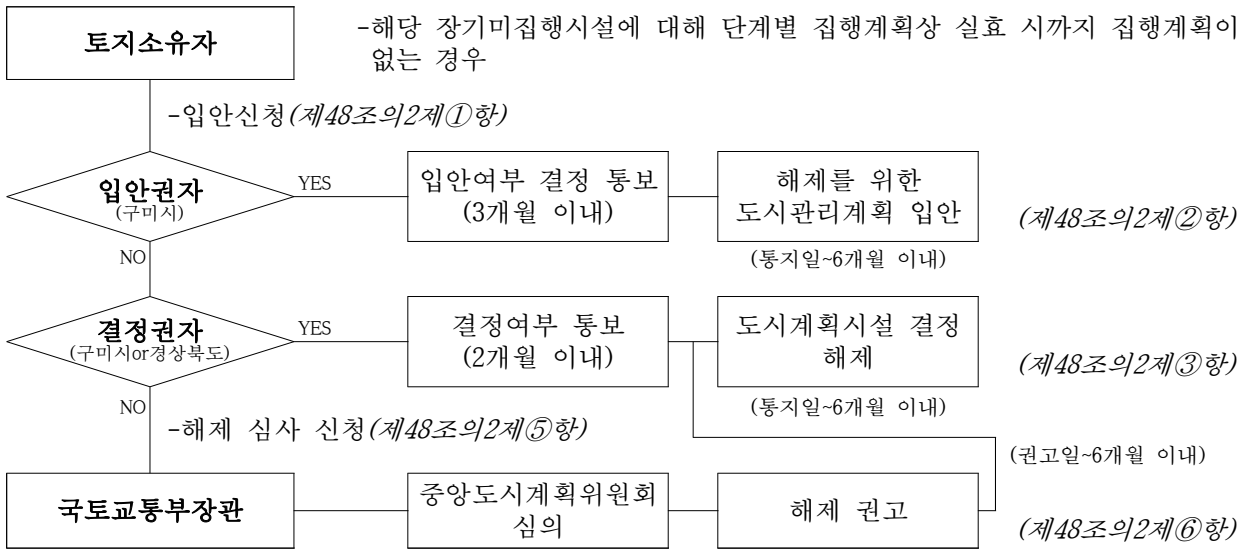 토지소유자
-해당 장기미집행시설에 대해 단계별 집행계획상 실효 시까지 집행계획이
없는 경우
-입안신청(제48조의2제①항)
입안권자
(구미시)
YES
입안여부 결정 통보
(3개월 이내)
해제를 위한
도시관리계획 입안
(제48조의2제②항)
(통지일~6개월 이내)
NO
결정권자
(구미시or경상북도)
YES
결정여부 통보
(2개월 이내)
도시계획시설 결정
해제
(제48조의2제③항)
(통지일~6개월 이내)
NO
-해제 심사 신청(제48조의2제⑤항)
(권고일~6개월 이내)
국토교통부장관
중앙도시계획위원회
심의
해제 권고
(제48조의2제⑥항)